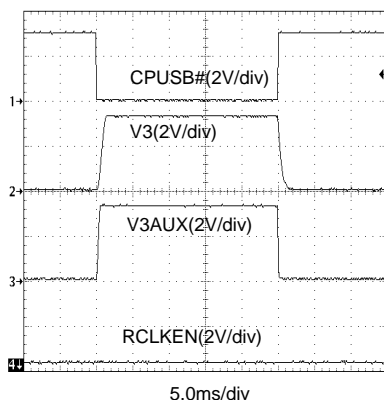 CPUSB#(2V/div)
1
V3(2V/div)
2
V3AUX(2V/div)
3
RCLKEN(2V/div)
4
5.0ms/div